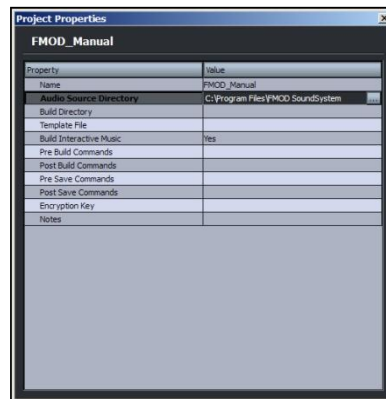 Project Properties
FMOD_Manual
Property Value
Name FMOD_Manual
Audio Source Directory C:\Program Files\FMOD SoundSystem ...
Build Directory
Template File
Build Interactive Music Yes
Pre Build Commands
Post Build Commands
Pre Save Commands
Post Save Commands
Encryption Key
Notes